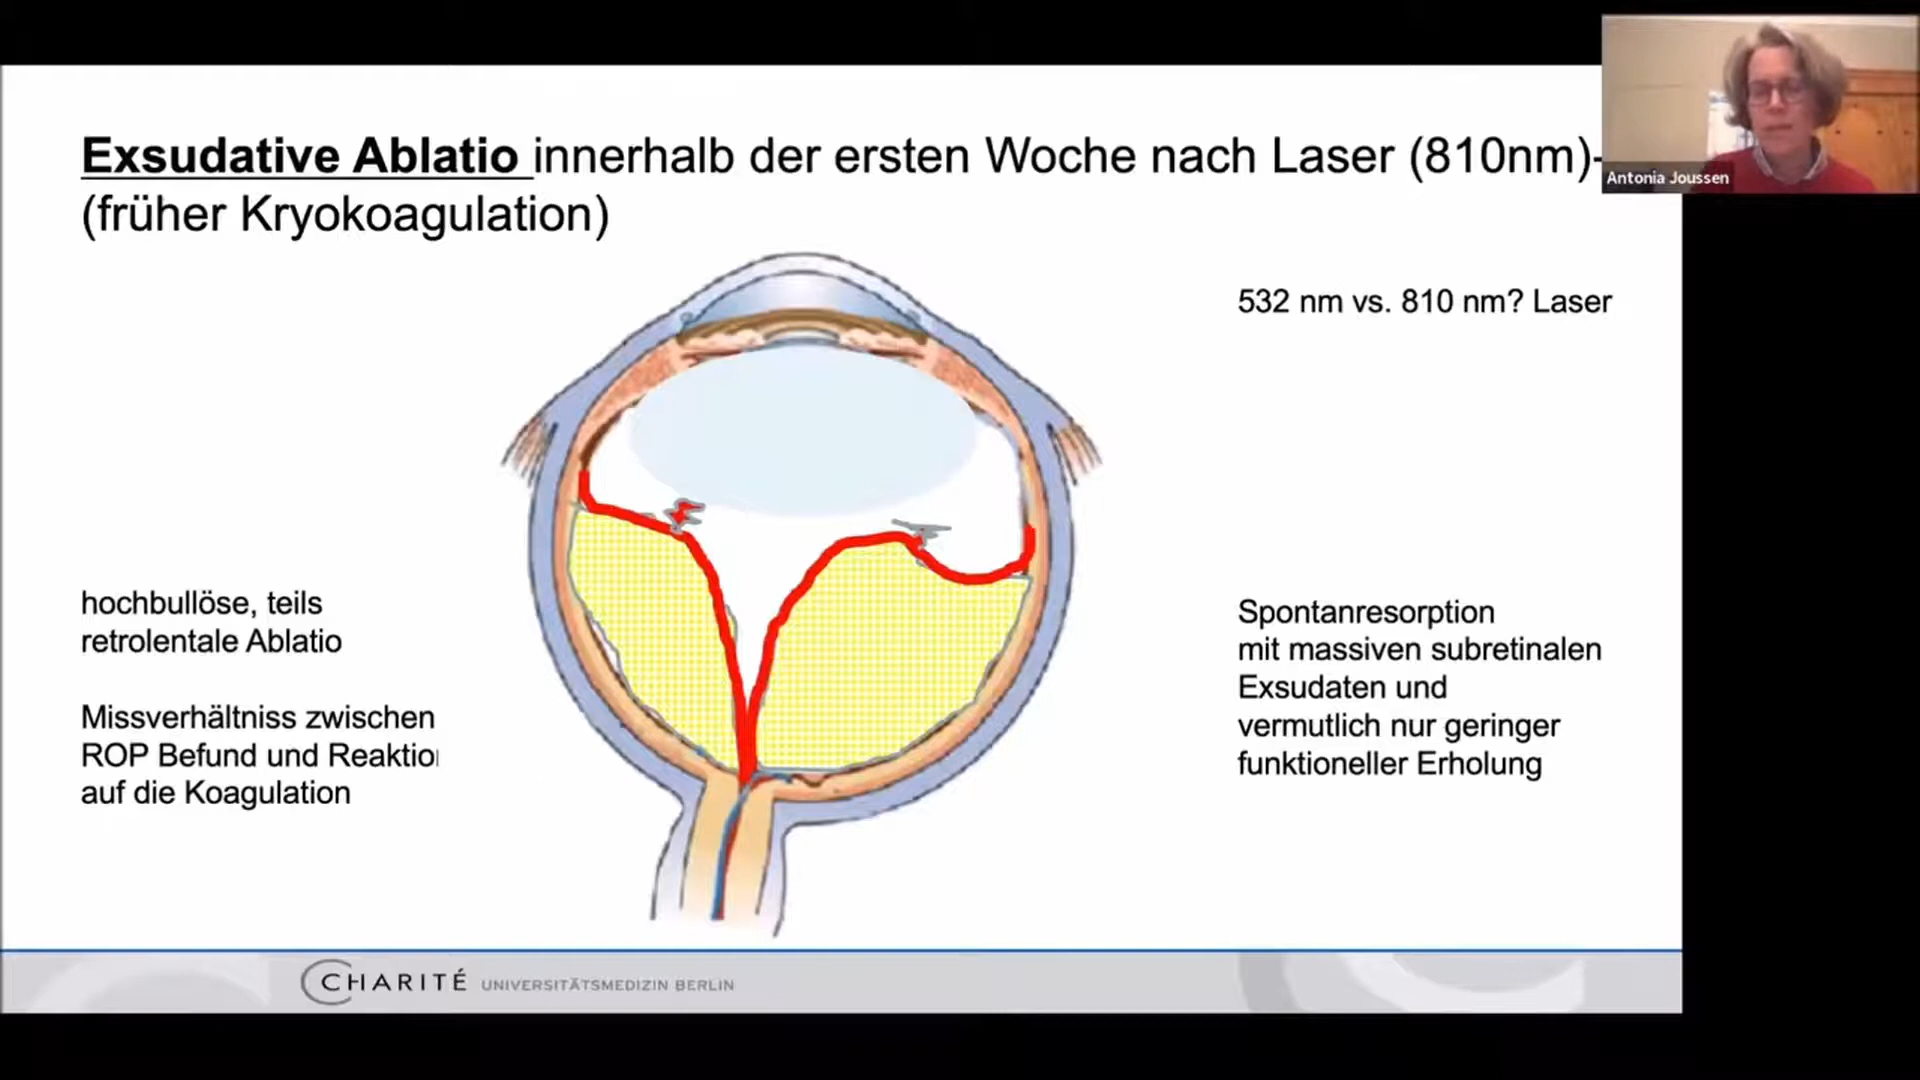 Exsudative Ablatio innerhalb der ersten Woche nach Laser (810nm)-
(früher Kryokoagulation)
Antonia Joussen
532 nm vs. 810 nm? Laser
hochbullöse, teils
retrolentale Ablatio
Missverhältniss zwischen
ROP Befund und Reaktion
auf die Koagulation
Spontanresorption
mit massiven subretinalen
Exsudaten und
vermutlich nur geringer
funktioneller Erholung
CHARITÉ UNIVERSITÄTSMEDIZIN BERLIN